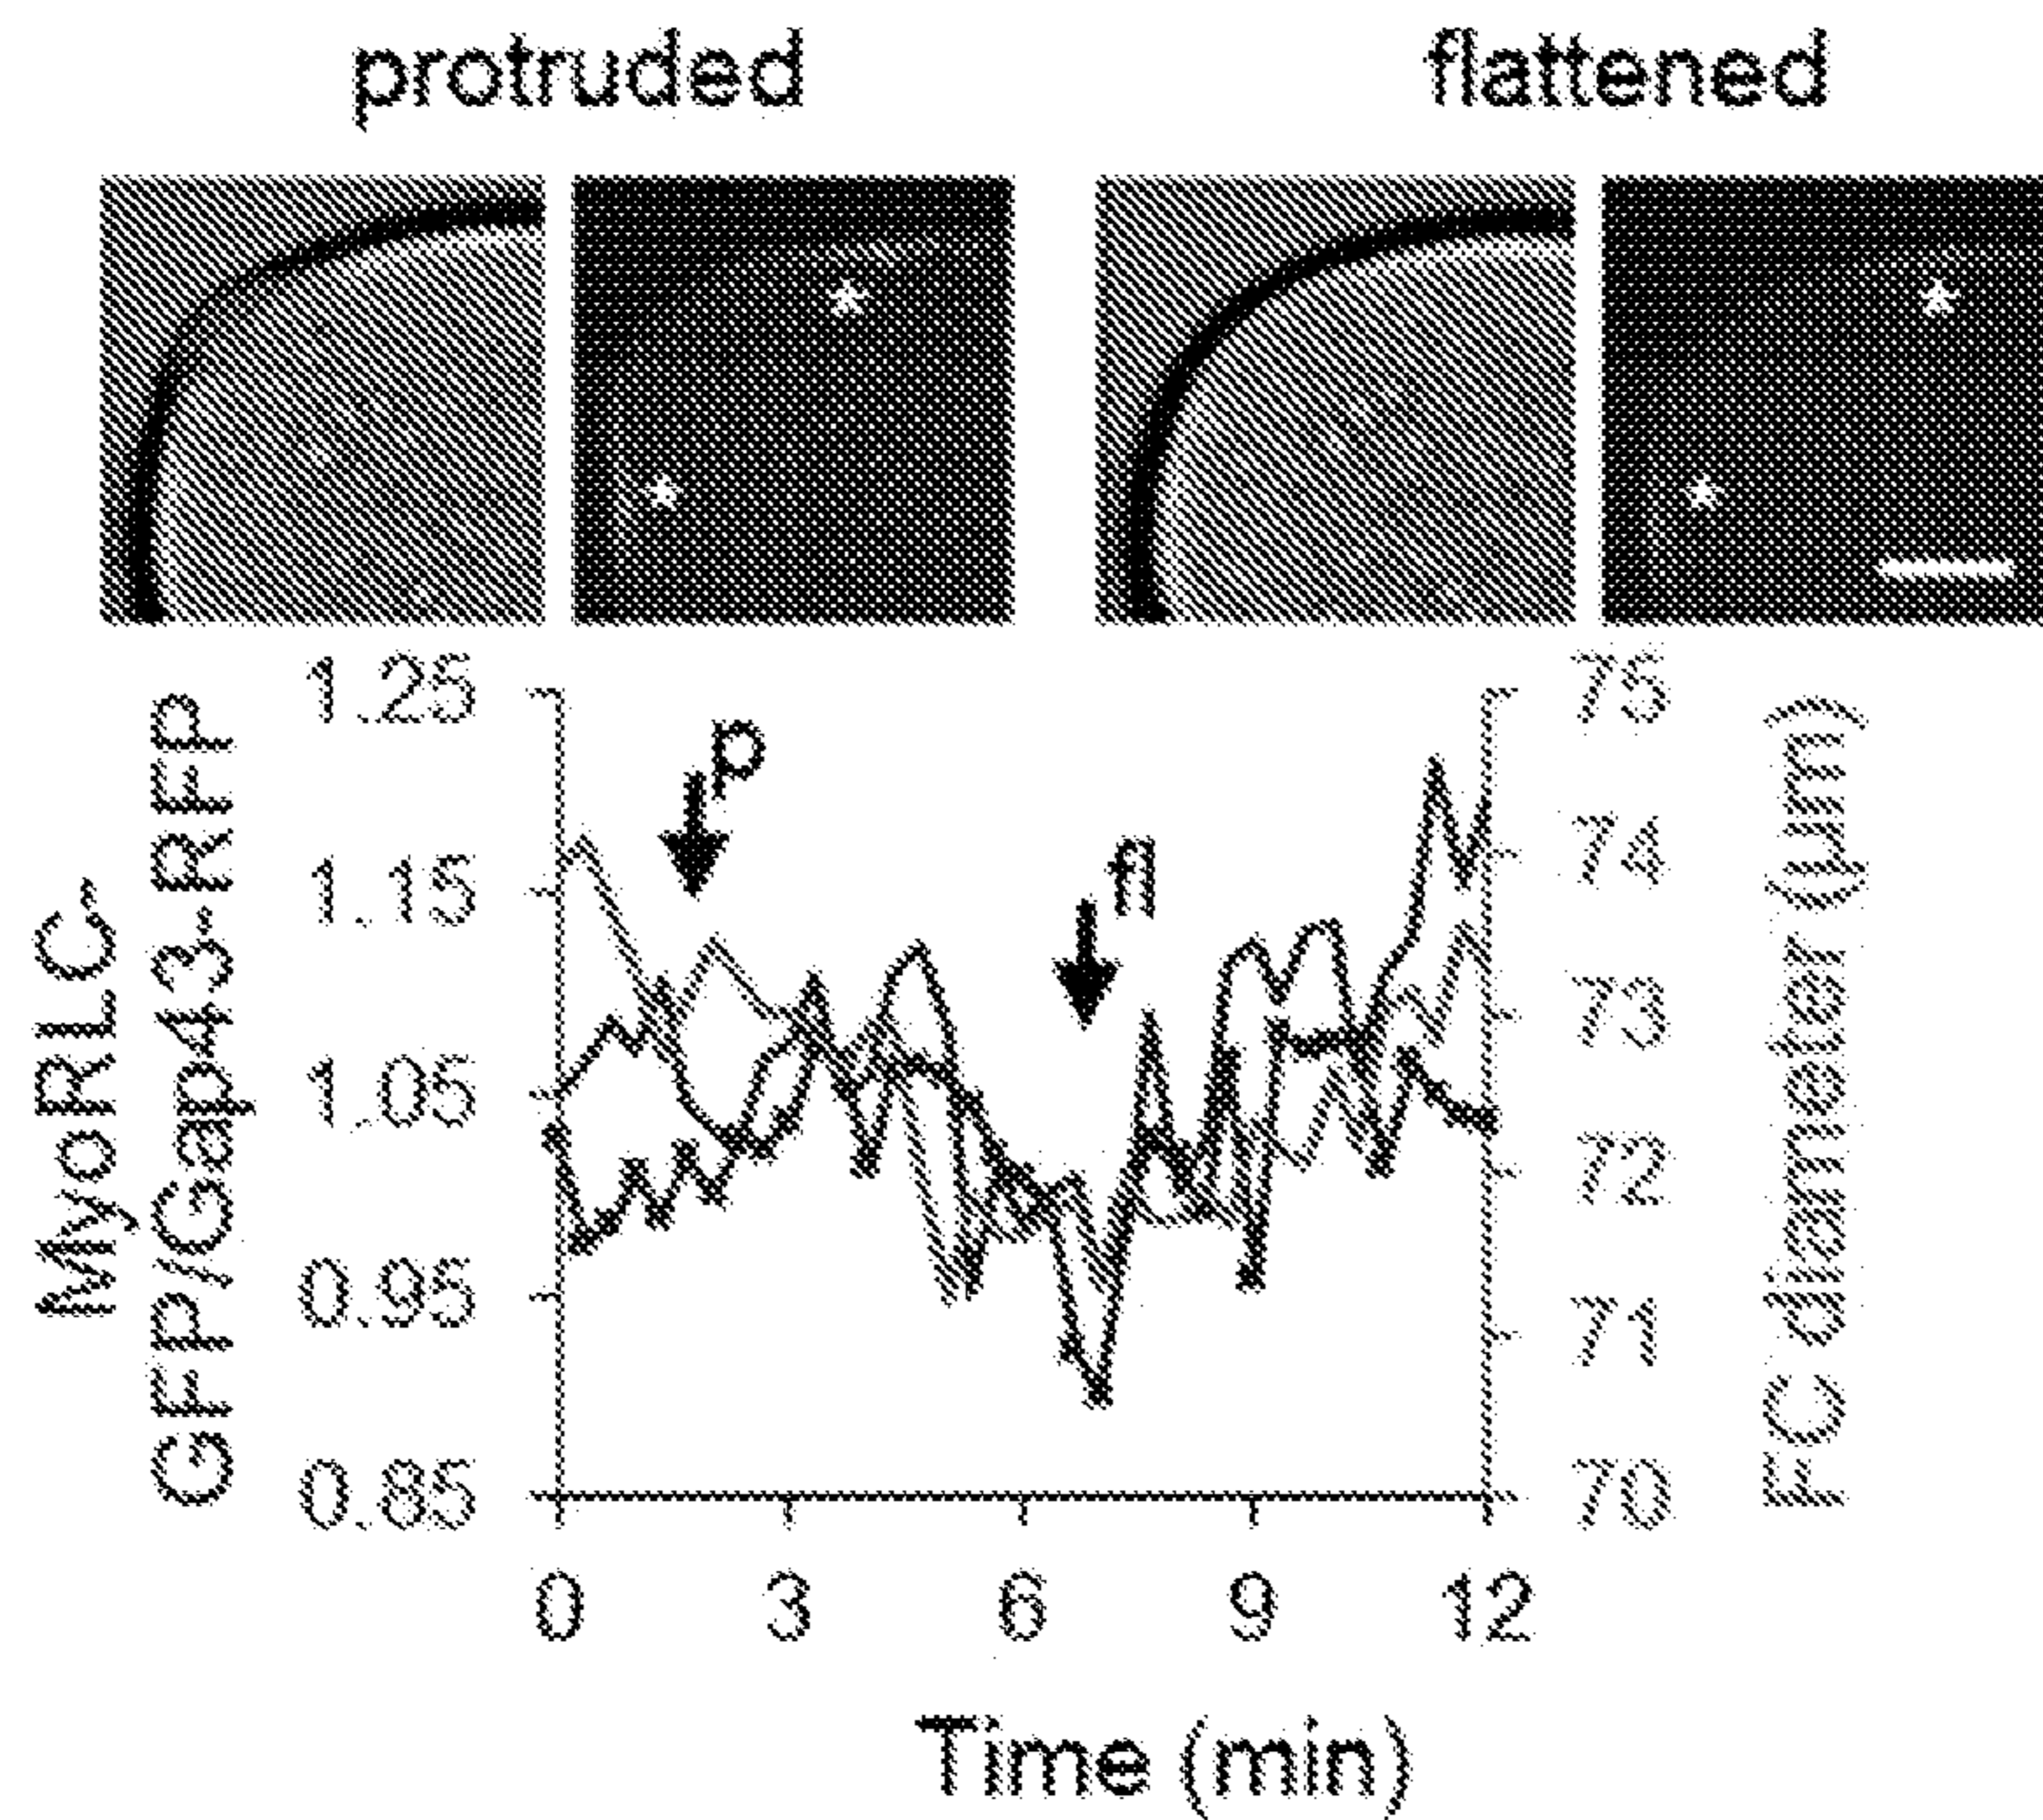 protruded
flattened
*
*
*
*
MyoRLC-
GFP/Gap43-RFP
1.25
1.15
1.05
0.95
0.85
p
fl
75
74
73
72
71
70
FC diameter (µm)
0 3 6 9 12
Time (min)